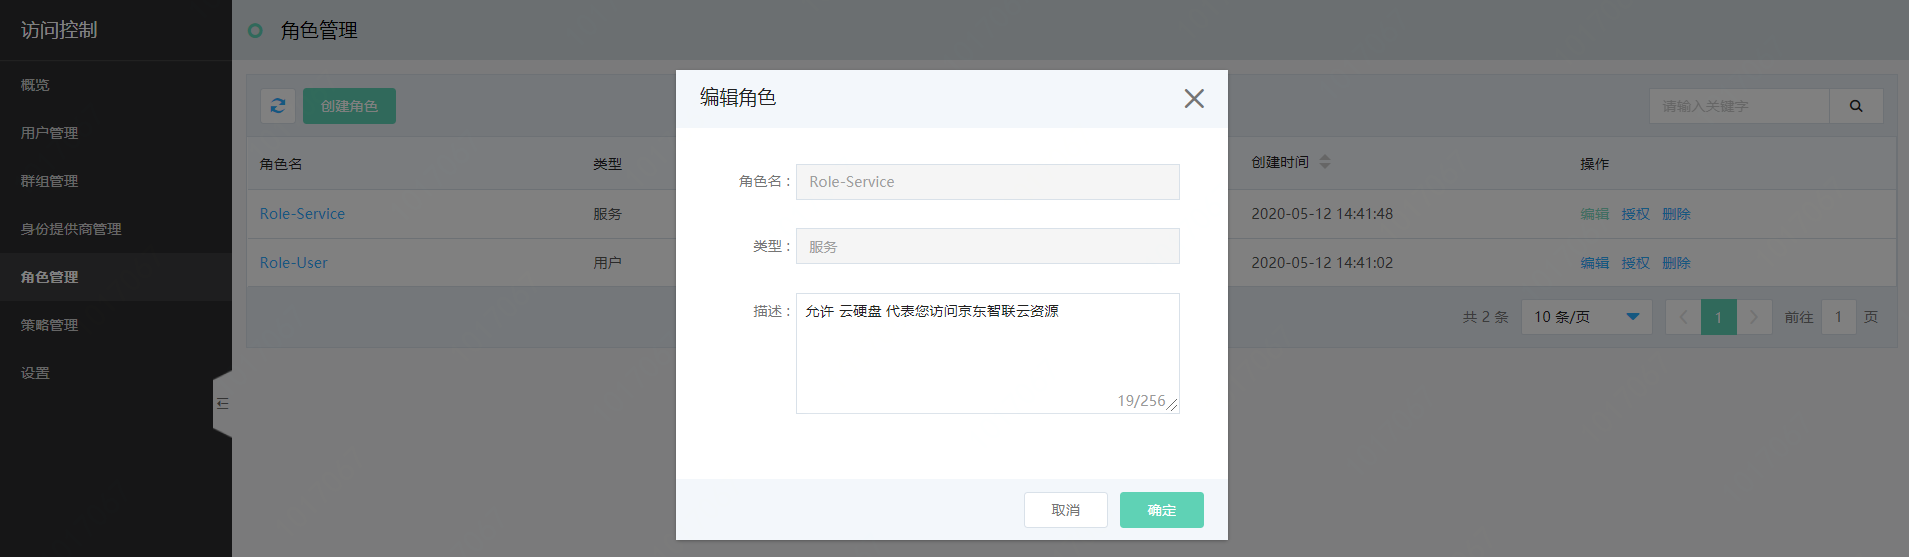 访问控制
概览
用户管理
群组管理
身份提供商管理
角色管理
策略管理
设置
角色管理
创建角色
请输入关键字
角色名 类型 创建时间 操作
Role-Service 服务 2020-05-12 14:41:48 编辑 授权 删除
Role-User 用户 2020-05-12 14:41:02 编辑 授权 删除
共 2 条 10 条/页 1 前往 1 页
编辑角色
角色名 : Role-Service
类型 : 服务
描述 : 允许 云硬盘 代表您访问京东智联云资源
19/256
取消 确定